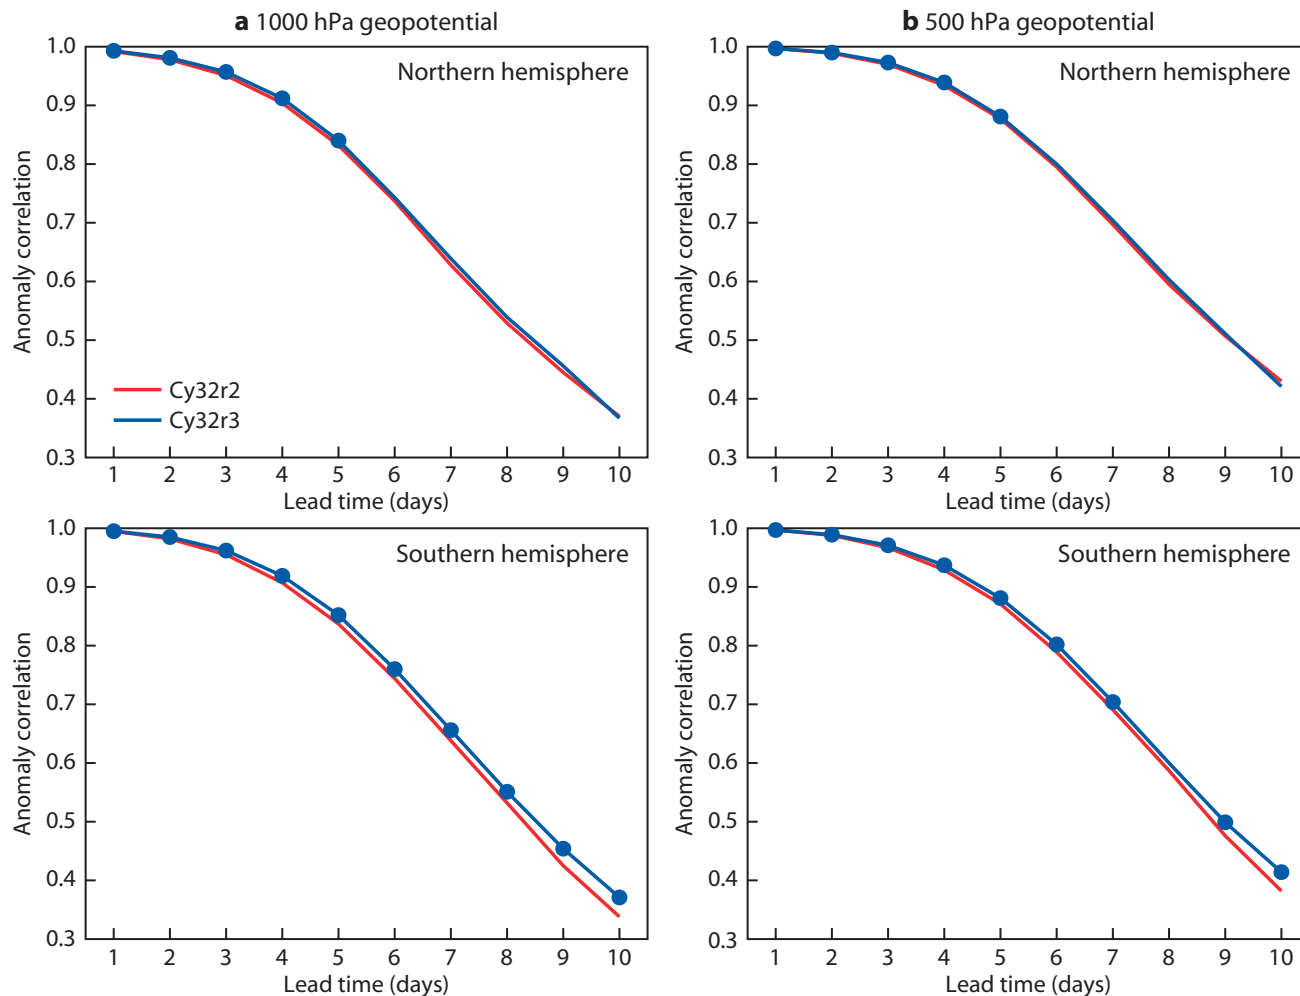 a 1000 hPa geopotential
1.0
0.9
0.8
0.7
0.6
0.5
0.4
0.3
Anomaly correlation
Northern hemisphere
Cy32r2
Cy32r3
1 2 3 4 5 6 7 8 9 10
Lead time (days)
b 500 hPa geopotential
1.0
0.9
0.8
0.7
0.6
0.5
0.4
0.3
Anomaly correlation
Northern hemisphere
1 2 3 4 5 6 7 8 9 10
Lead time (days)
1.0
0.9
0.8
0.7
0.6
0.5
0.4
0.3
Anomaly correlation
Southern hemisphere
1 2 3 4 5 6 7 8 9 10
Lead time (days)
1.0
0.9
0.8
0.7
0.6
0.5
0.4
0.3
Anomaly correlation
Southern hemisphere
1 2 3 4 5 6 7 8 9 10
Lead time (days)